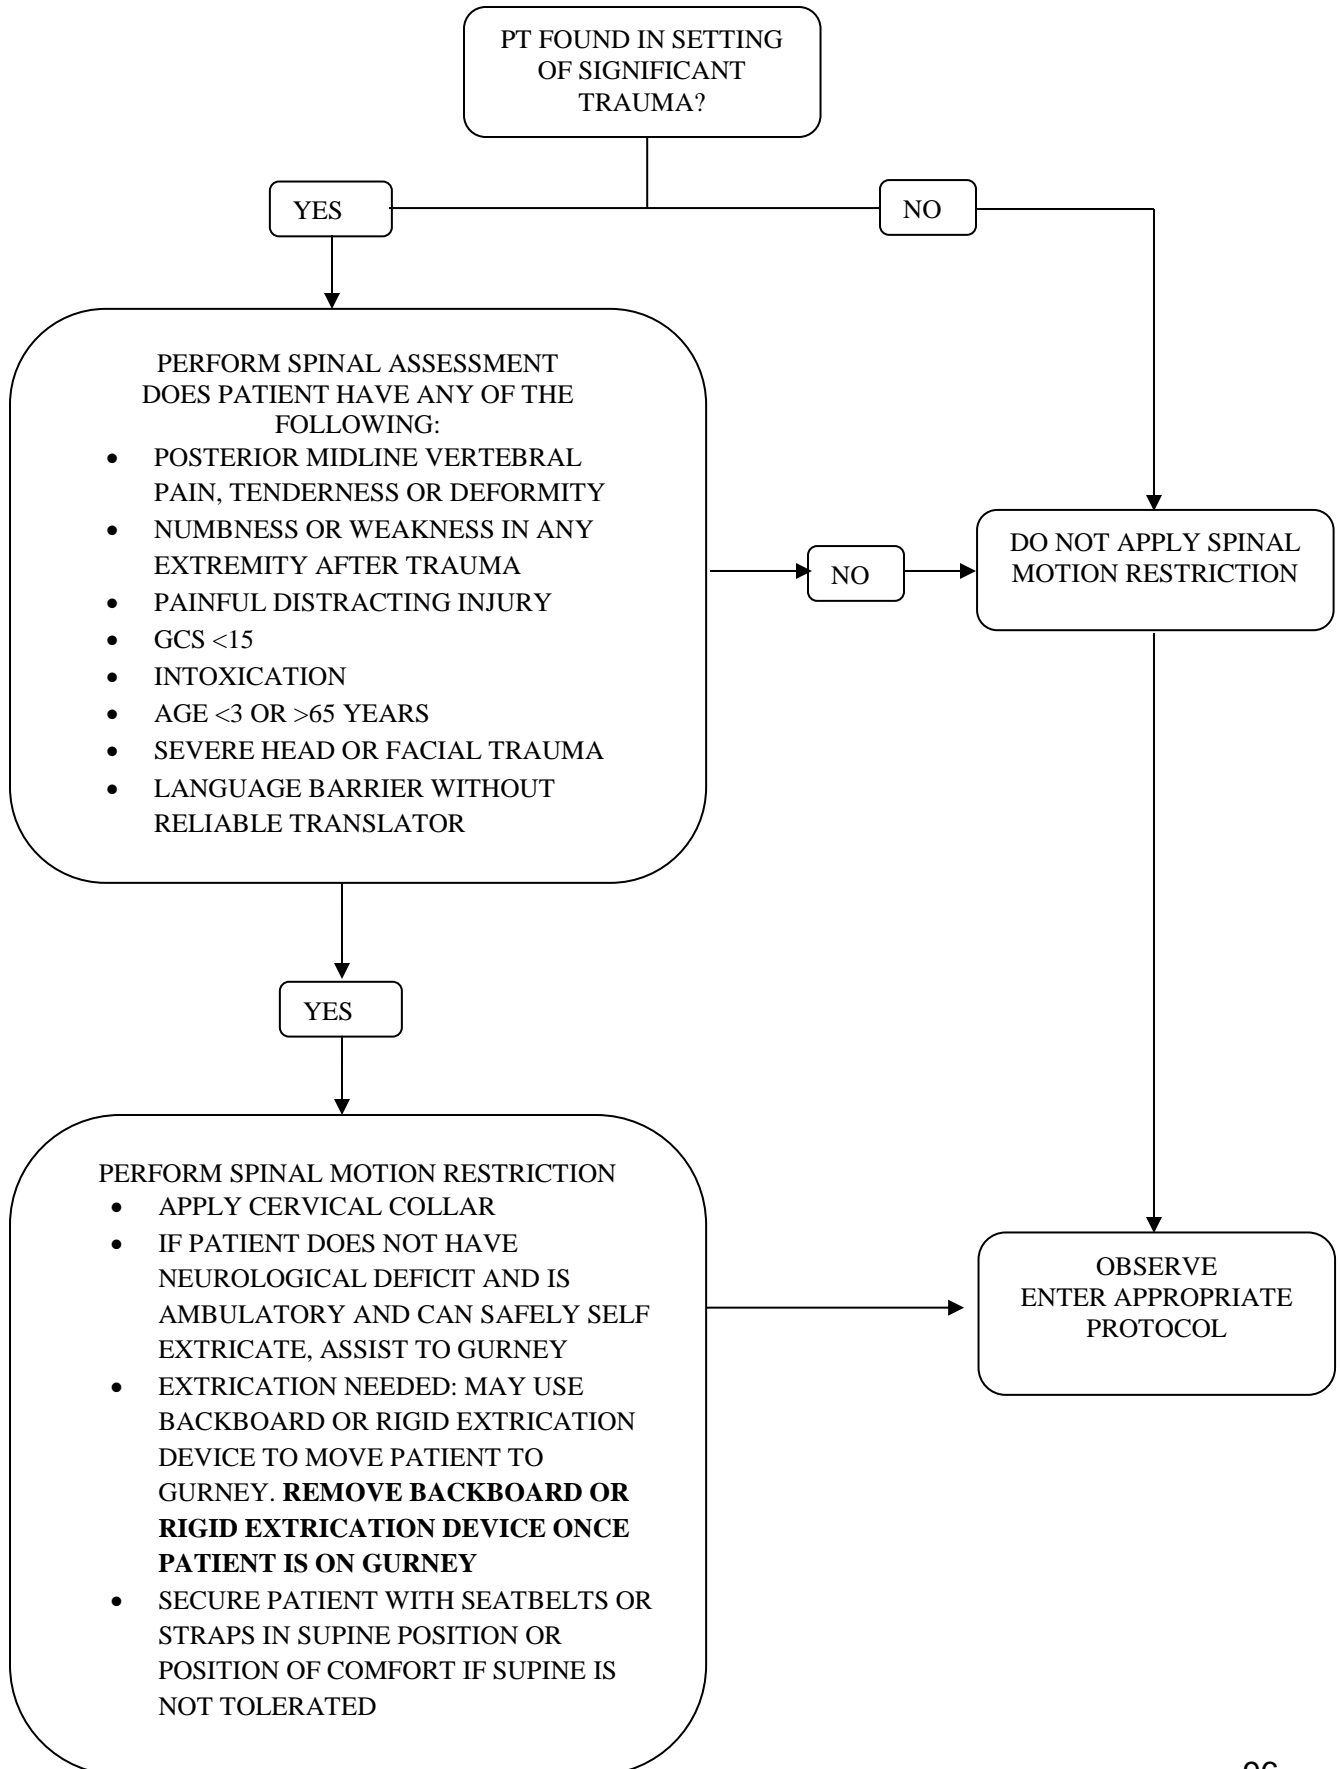 PT FOUND IN SETTING
OF SIGNIFICANT
TRAUMA?
YES
NO
PERFORM SPINAL ASSESSMENT
DOES PATIENT HAVE ANY OF THE
FOLLOWING:
• POSTERIOR MIDLINE VERTEBRAL
PAIN, TENDERNESS OR DEFORMITY
• NUMBNESS OR WEAKNESS IN ANY
EXTREMITY AFTER TRAUMA
• PAINFUL DISTRACTING INJURY
• GCS <15
• INTOXICATION
• AGE <3 OR >65 YEARS
• SEVERE HEAD OR FACIAL TRAUMA
• LANGUAGE BARRIER WITHOUT
RELIABLE TRANSLATOR
NO
DO NOT APPLY SPINAL
MOTION RESTRICTION
YES
PERFORM SPINAL MOTION RESTRICTION
• APPLY CERVICAL COLLAR
• IF PATIENT DOES NOT HAVE
NEUROLOGICAL DEFICIT AND IS
AMBULATORY AND CAN SAFELY SELF
EXTRICATE, ASSIST TO GURNEY
• EXTRICATION NEEDED: MAY USE
BACKBOARD OR RIGID EXTRICATION
DEVICE TO MOVE PATIENT TO
GURNEY. REMOVE BACKBOARD OR
RIGID EXTRICATION DEVICE ONCE
PATIENT IS ON GURNEY
• SECURE PATIENT WITH SEATBELTS OR
STRAPS IN SUPINE POSITION OR
POSITION OF COMFORT IF SUPINE IS
NOT TOLERATED
OBSERVE
ENTER APPROPRIATE
PROTOCOL